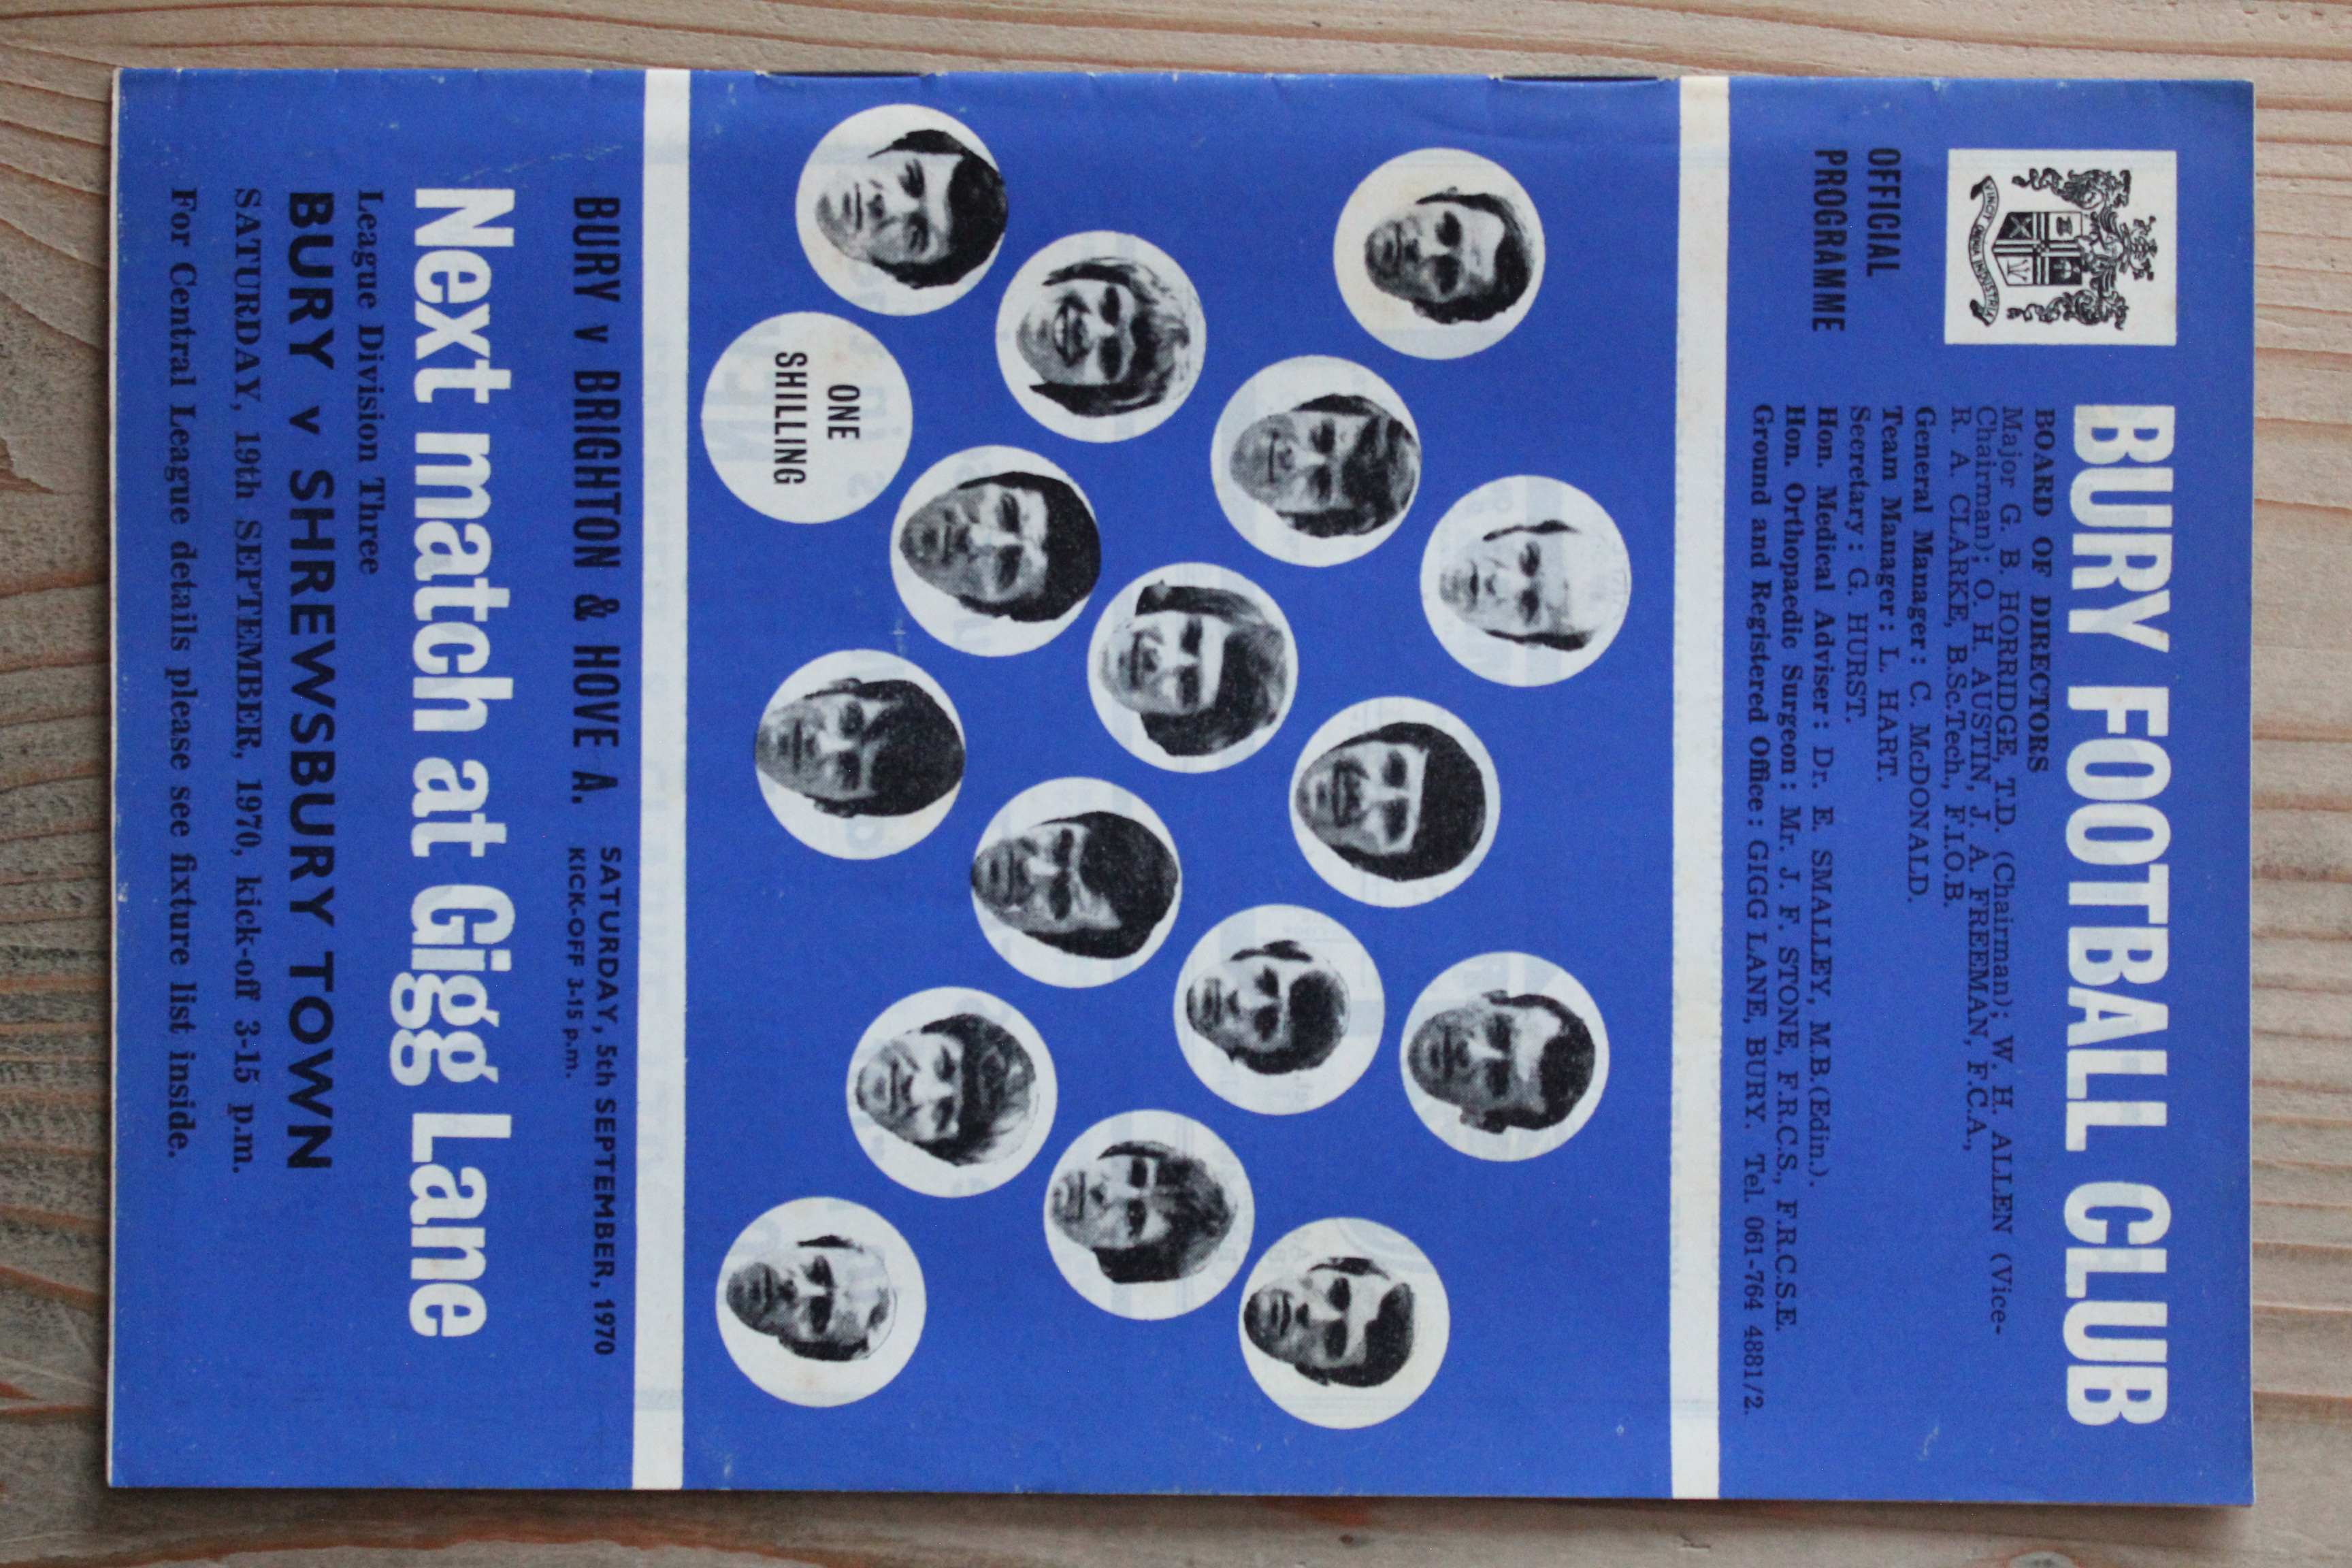 BURY FOOTBALL CLUB
VINCIT OMNIA INDUSTRIA
OFFICIAL
PROGRAMME
BOARD OF DIRECTORS
Major G. B. HORRIDGE, T.D. (Chairman); W. H. ALLEN (Vice-
Chairman); O. H. AUSTIN, J. A. FREEMAN, F.C.A.,
R. A. CLARKE, B.Sc.Tech., F.I.O.B.
General Manager: C. McDONALD.
Team Manager: L. HART.
Secretary: G. HURST.
Hon. Medical Adviser: Dr. E. SMALLEY, M.B.(Edin.).
Hon. Orthopaedic Surgeon: Mr. J. F. STONE, F.R.C.S., F.R.C.S.E.
Ground and Registered Office: GIGG LANE, BURY. Tel. 061-764 4881/2.
ONE
SHILLING
BURY v BRIGHTON & HOVE A. SATURDAY, 5th SEPTEMBER, 1970
KICK-OFF 3-15 p.m.
Next match at Gigg Lane
League Division Three
BURY v SHREWSBURY TOWN
SATURDAY, 19th SEPTEMBER, 1970, kick-off 3-15 p.m.
For Central League details please see fixture list inside.